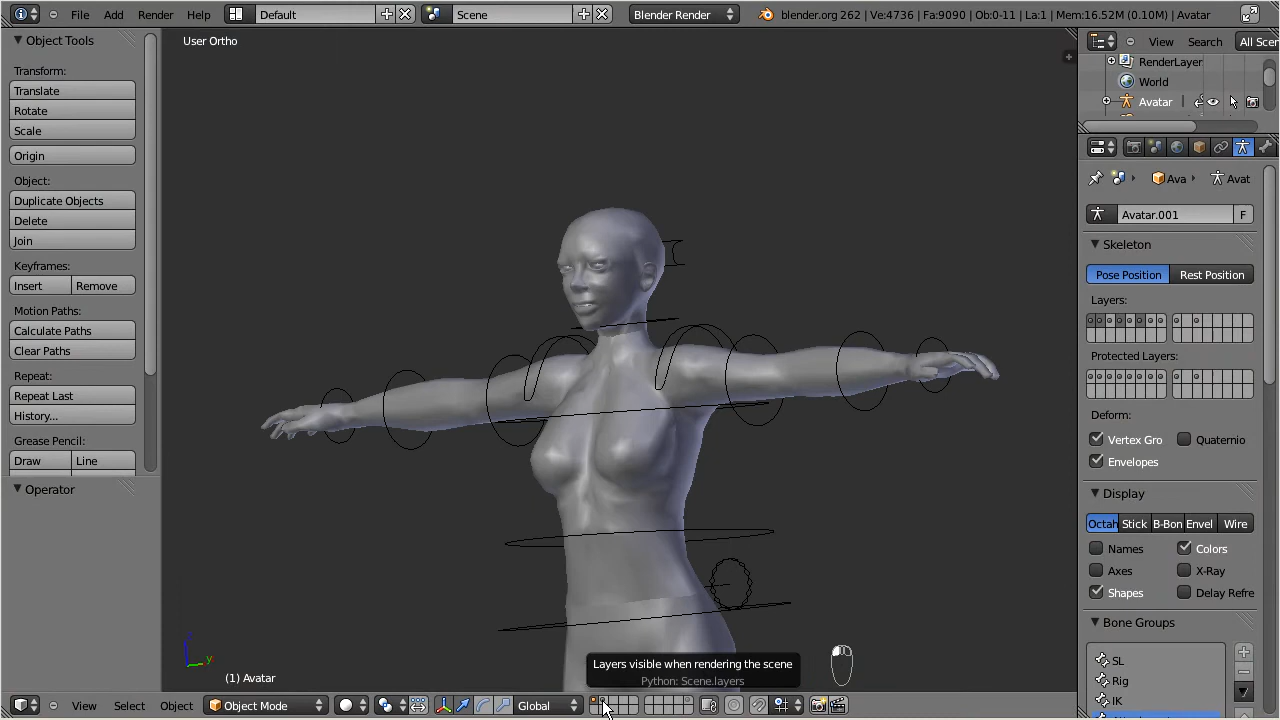 File Add Render Help Default Scene Blender Render blender.org 262 | Ve:4736 | Fa:9090 | Ob:0-11 | La:1 | Mem:16.52M (0.10M) | Avatar
Object Tools
Transform:
Translate
Rotate
Scale
Origin
Object:
Duplicate Objects
Delete
Join
Keyframes:
Insert Remove
Motion Paths:
Calculate Paths
Clear Paths
Repeat:
Repeat Last
History...
Grease Pencil:
Draw Line
Operator
User Ortho
y
(1) Avatar
Layers visible when rendering the scene
Python: Scene.layers
View Select Object Object Mode Global
View Search All Scen
RenderLayer
World
Avatar
Ava Avat
Avatar.001 F
Skeleton
Pose Position Rest Position
Layers:
Protected Layers:
Deform:
Vertex Gro Quaternio
Envelopes
Display
Octah Stick B-Bon Envel Wire
Names Colors
Axes X-Ray
Shapes Delay Refre
Bone Groups
SL
Rig
IK